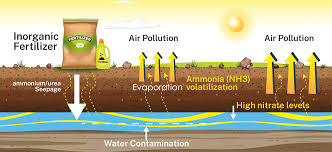 Inorganic
Fertilizer
FERTILIZER
ammonium/urea
Seepage
Air Pollution
Evaporation
Ammonia (NH3)
volatilization
Air Pollution
High nitrate levels
Water Contamination